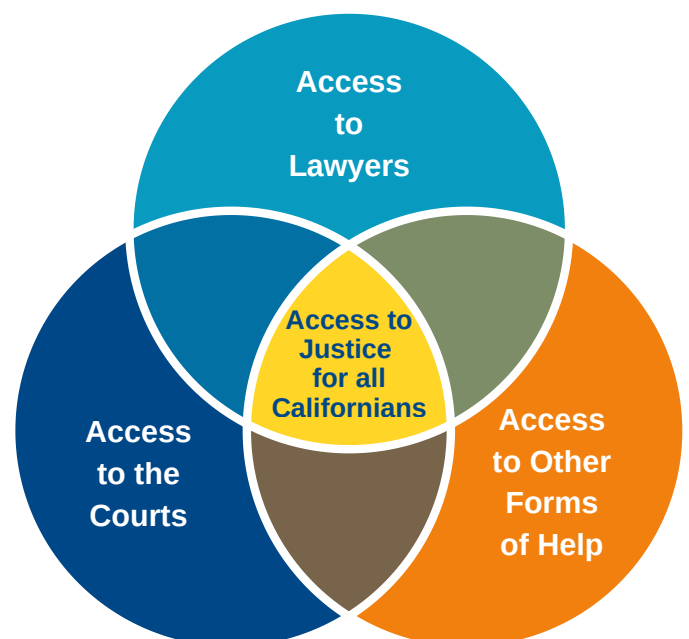 Access
to
Lawyers
Access to
Justice
for all
Californians
Access
to the
Courts
Access
to Other
Forms
of Help